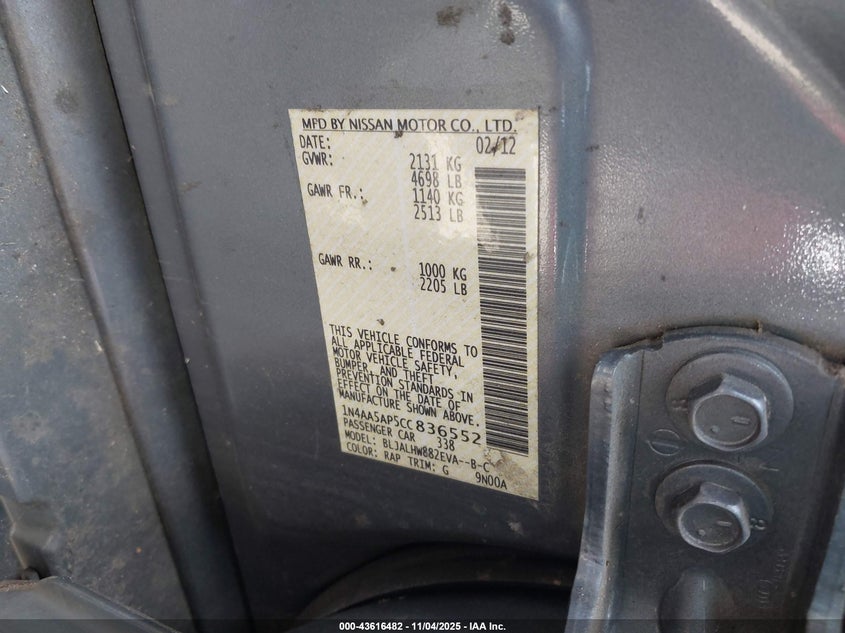 MFD BY NISSAN MOTOR CO., LTD.
DATE: 02/12
GVWR: 2131 KG
4698 LB
GAWR FR.: 1140 KG
2513 LB
GAWR RR.: 1000 KG
2205 LB
THIS VEHICLE CONFORMS TO
ALL APPLICABLE FEDERAL
MOTOR VEHICLE SAFETY,
BUMPER, AND THEFT
PREVENTION STANDARDS IN
EFFECT ON THE DATE OF
MANUFACTURE SHOWN ABOVE.
1N4AA5AP5CC836552
PASSENGER CAR 338
MODEL: BLJALHW882EVA--B-C
COLOR: RAP TRIM: G 9N00A
8
000-43616482 - 11/04/2025 - IAA Inc.